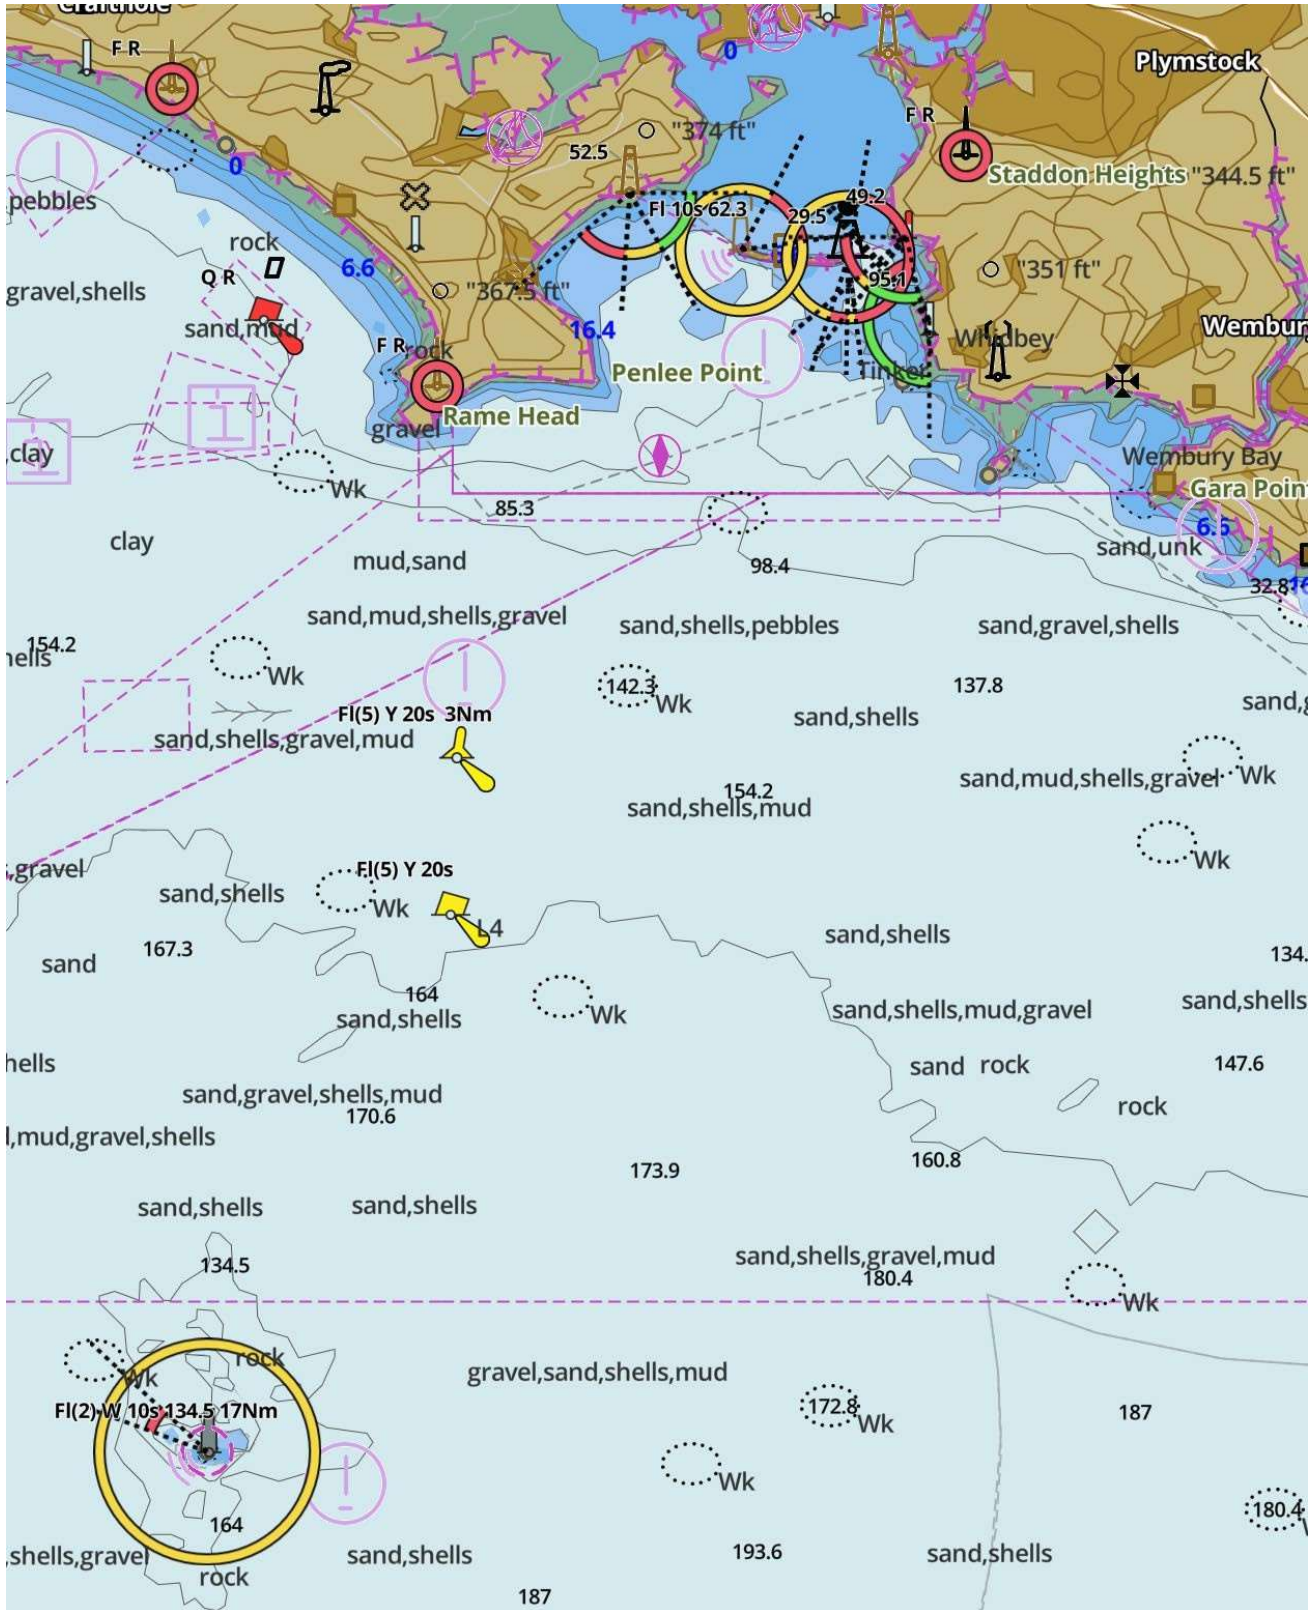 Crafthole
F R
0
Plymstock
F R
"374 ft"
52.5
0
Staddon Heights
"344.5 ft"
pebbles
49.2
Fl 10s 62.3
29.5
rock
6.6
Q R
"351 ft"
95.1
"367.5 ft"
gravel,shells
sand,mud
16.4
F R
rock
Whidbey
Penlee Point
Tinker
Rame Head
gravel
,clay
Wembury Bay
Wk
Gara Point
85.3
6.6
clay
mud,sand
98.4
sand,unk
32.8
sand,mud,shells,gravel
sand,shells,pebbles
sand,gravel,shells
154.2
Wk
142.3
Wk
137.8
Fl(5) Y 20s 3Nm
sand,shells
sand,shells,gravel,mud
sand,mud,shells,gravel
Wk
154.2
sand,shells,mud
Wk
,gravel
Fl(5) Y 20s
sand,shells
Wk
L4
sand,shells
167.3
sand
134.
164
sand,shells
sand,shells,mud,gravel
sand,shells
Wk
sand
rock
147.6
sand,gravel,shells,mud
170.6
rock
,mud,gravel,shells
173.9
160.8
sand,shells
sand,shells
134.5
sand,shells,gravel,mud
180.4
Wk
rock
Wk
gravel,sand,shells,mud
Fl(2) W 10s 134.5 17Nm
172.8
Wk
187
Wk
180.4
164
,shells,gravel
sand,shells
193.6
sand,shells
rock
187